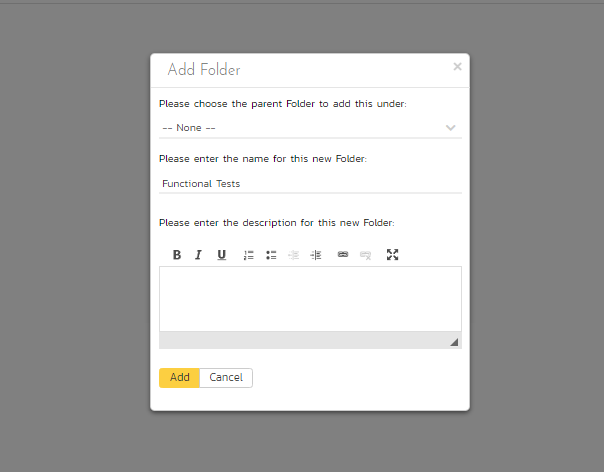 Add Folder ×
Please choose the parent Folder to add this under:
-- None --
Please enter the name for this new Folder:
Functional Tests
Please enter the description for this new Folder:
B I U
Add Cancel